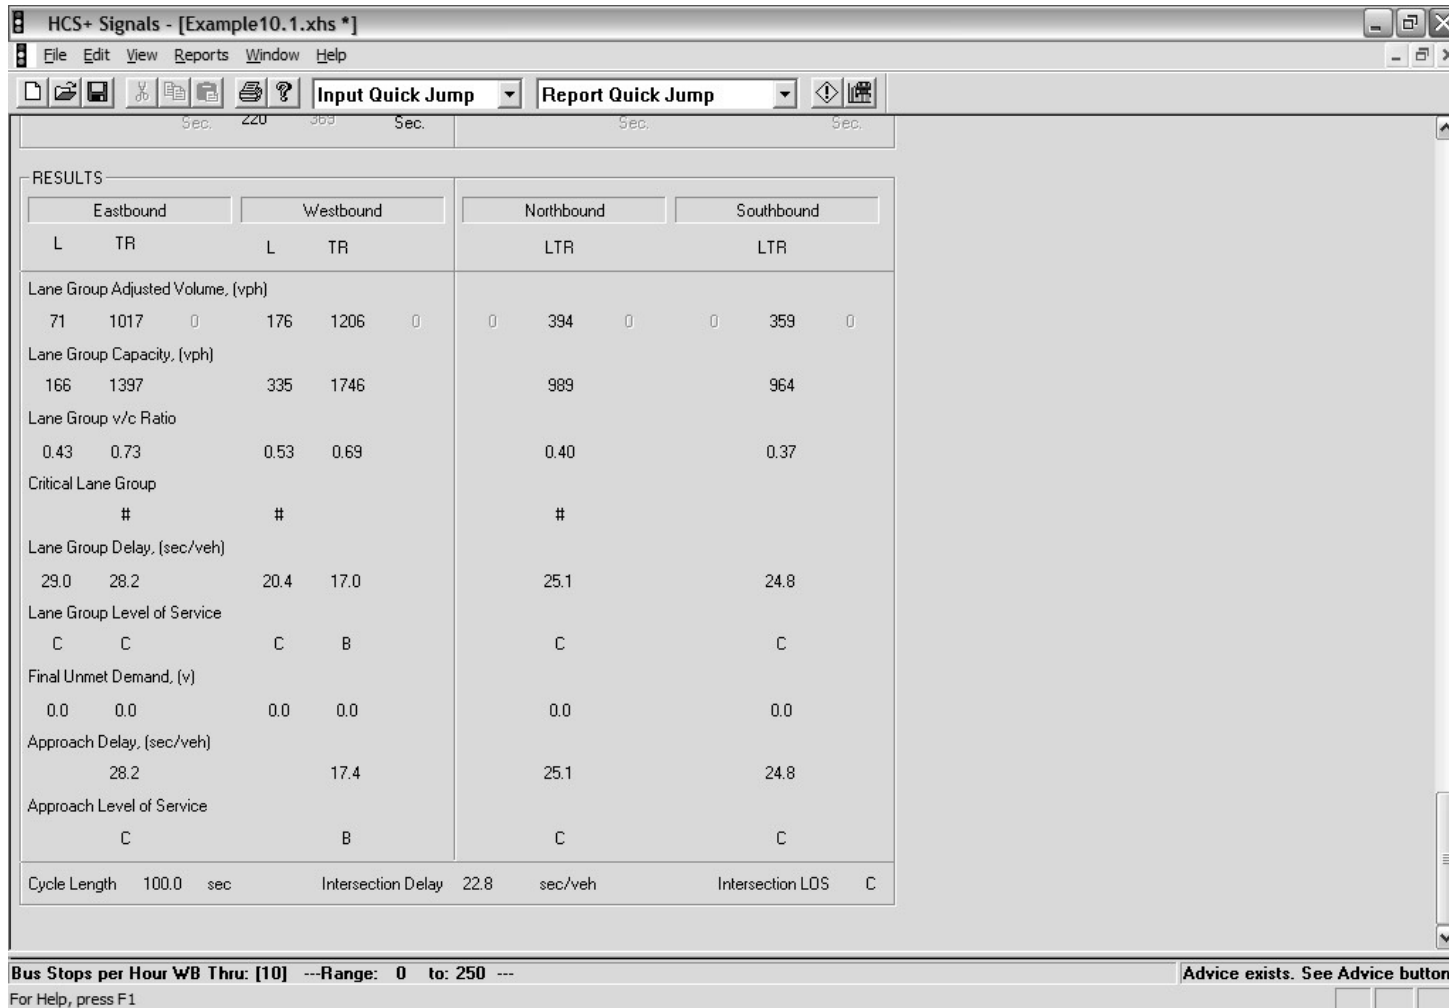 HCS+ Signals - [Example10.1.xhs *]
File Edit View Reports Window Help
Input Quick Jump Report Quick Jump
Sec. 220 369 Sec. Sec. Sec.
RESULTS
Eastbound Westbound Northbound Southbound
L TR L TR LTR LTR
Lane Group Adjusted Volume, (vph)
71 1017 0 176 1206 0 0 394 0 0 359 0
Lane Group Capacity, (vph)
166 1397 335 1746 989 964
Lane Group v/c Ratio
0.43 0.73 0.53 0.69 0.40 0.37
Critical Lane Group
# # #
Lane Group Delay, (sec/veh)
29.0 28.2 20.4 17.0 25.1 24.8
Lane Group Level of Service
C C C B C C
Final Unmet Demand, (v)
0.0 0.0 0.0 0.0 0.0 0.0
Approach Delay, (sec/veh)
28.2 17.4 25.1 24.8
Approach Level of Service
C B C C
Cycle Length 100.0 sec Intersection Delay 22.8 sec/veh Intersection LOS C
Bus Stops per Hour WB Thru: [10] ---Range: 0 to: 250 --- Advice exists. See Advice button
For Help, press F1